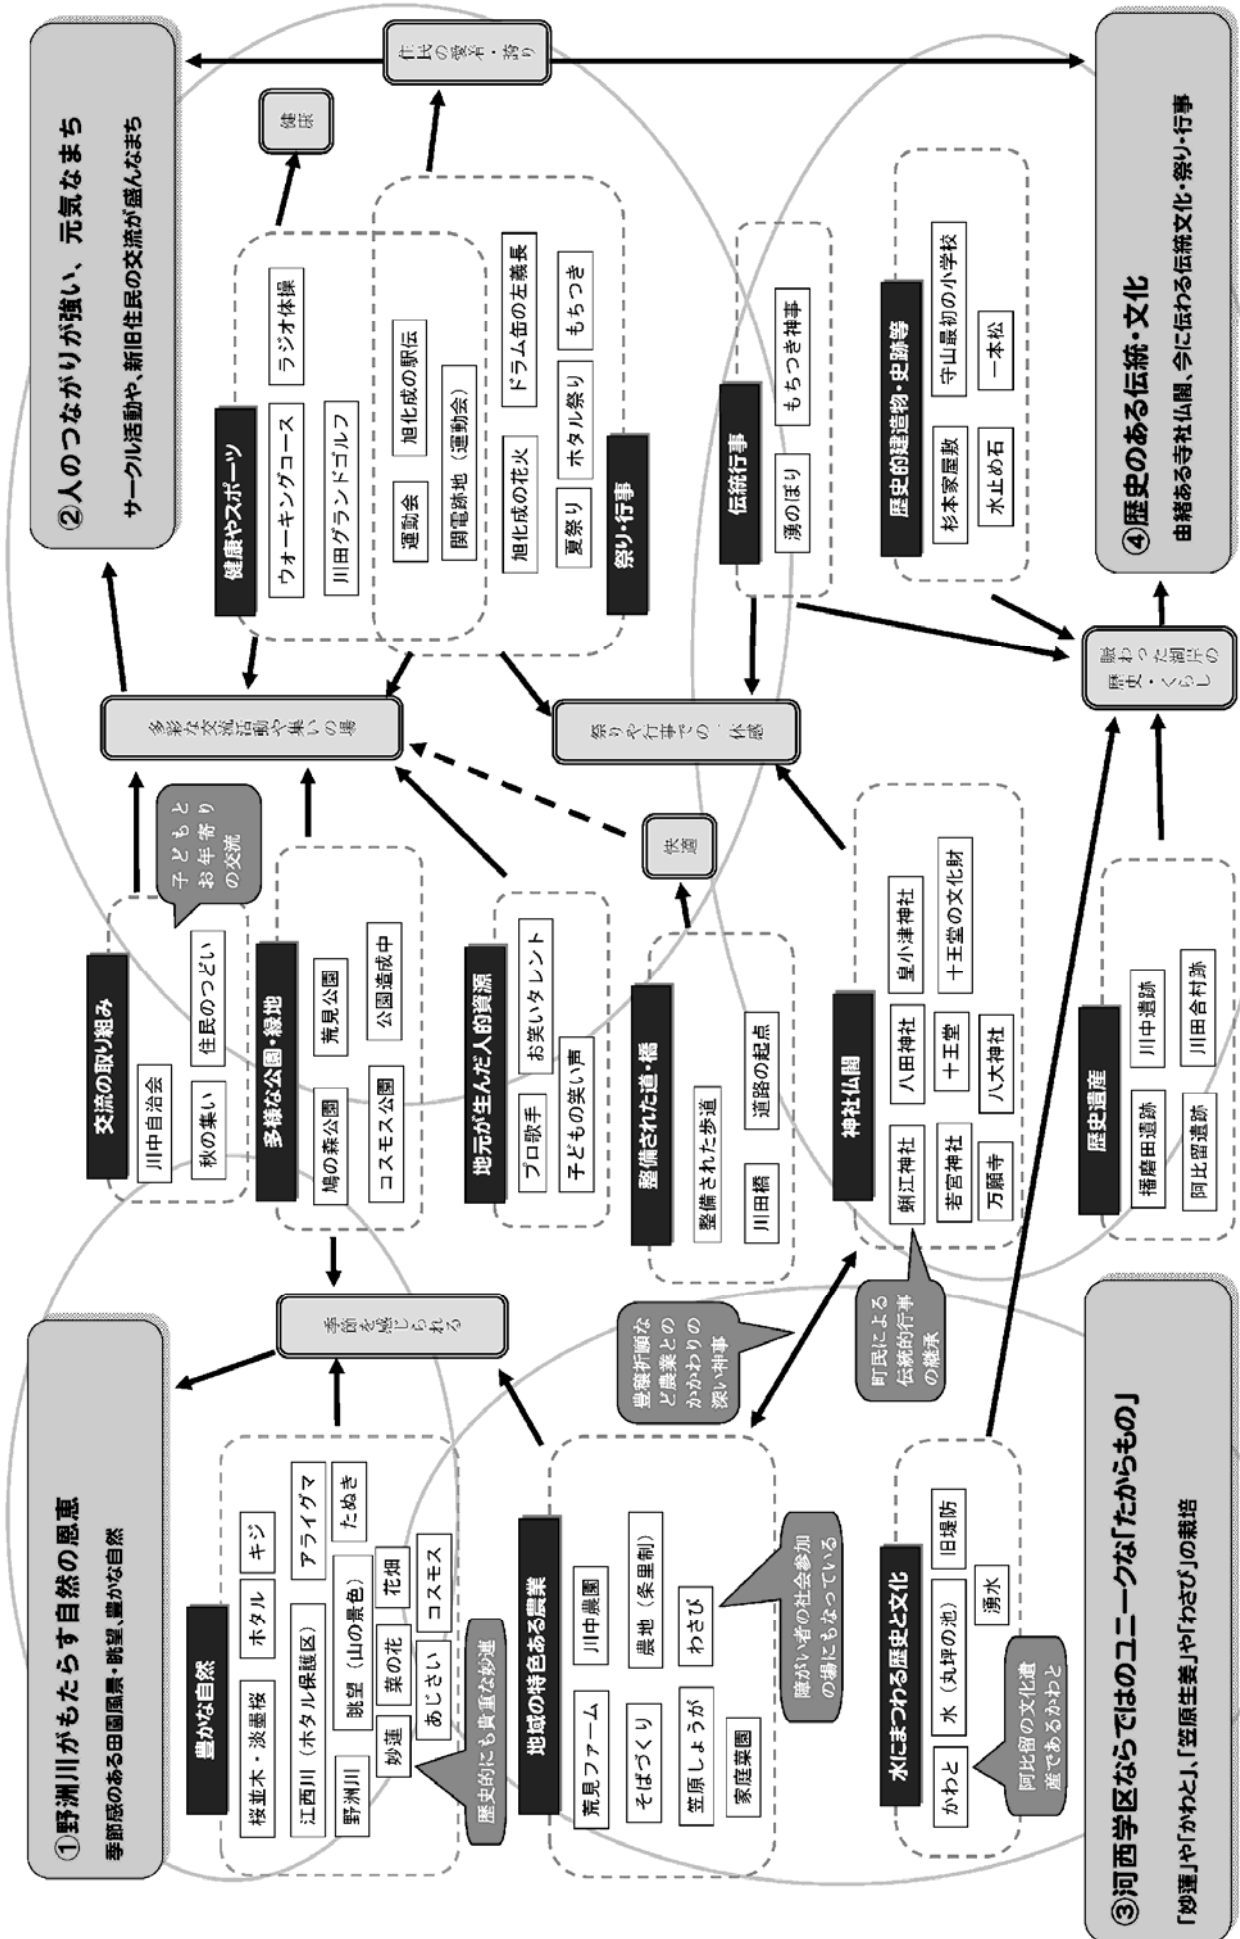 ①野洲川がもたらす自然の恩恵
季節感のある田園風景・眺望、豊かな自然
②人のつながりが強い、元気なまち
サークル活動や、新旧住民の交流が盛んなまち
豊かな自然
桜並木・淡墨桜
ホタル
キジ
江西川（ホタル保護区）
アライグマ
野洲川
眺望（山の景色）
たぬき
妙蓮
菜の花
花畑
あじさい
コスモス
歴史的にも貴重な妙蓮
季節を感じられる
交流の取り組み
川中自治会
秋の集い
住民のつどい
子どもと
お年寄り
の交流
多様な公園・緑地
鳩の森公園
荒見公園
コスモス公園
公園造成中
多彩な交流活動や集いの場
健康やスポーツ
ウォーキングコース
ラジオ体操
川田グランドゴルフ
運動会
旭化成の駅伝
関電跡地（運動会）
健康
住民の愛着・誇り
旭化成の花火
ドラム缶の左義長
夏祭り
ホタル祭り
もちつき
祭り・行事
地元が生んだ人的資源
プロ歌手
お笑いタレント
子どもの笑い声
地域の特色ある農業
荒見ファーム
川中農園
そばづくり
農地（条里制）
笠原しょうが
わさび
家庭菜園
障がい者の社会参加
の場にもなっている
豊穣祈願な
ど農業との
かかわりの
深い神事
整備された道・橋
整備された歩道
川田橋
道路の起点
快適
祭りや行事での一体感
伝統行事
湧のぼり
もちつき神事
神社仏閣
蜊江神社
八田神社
皇小津神社
若宮神社
十王堂
十王堂の文化財
万願寺
八大神社
町民による
伝統的行事
の継承
歴史的建造物・史跡等
杉本家屋敷
守山最初の小学校
水止め石
一本松
水にまつわる歴史と文化
かわと
水（丸坪の池）
旧堤防
湧水
阿比留の文化遺
産であるかわと
歴史遺産
播磨田遺跡
川中遺跡
阿比留遺跡
川田合村跡
賑わった湖岸の
歴史・くらし
③河西学区ならではのユニークな「たからもの」
「妙蓮」や「かわと」、「笠原生姜」や「わさび」の栽培
④歴史のある伝統・文化
由緒ある寺社仏閣、今に伝わる伝統文化・祭り・行事